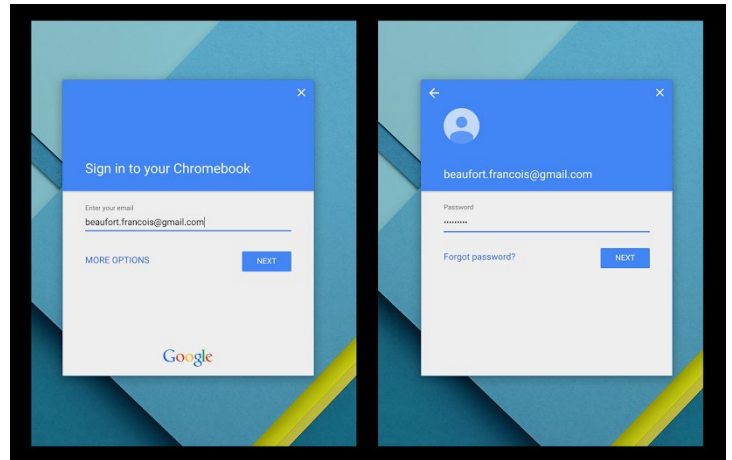 Sign in to your Chromebook
Enter your email
beaufort.francois@gmail.com
MORE OPTIONS
NEXT
Google
beaufort.francois@gmail.com
Password
•••••••••
Forgot password?
NEXT